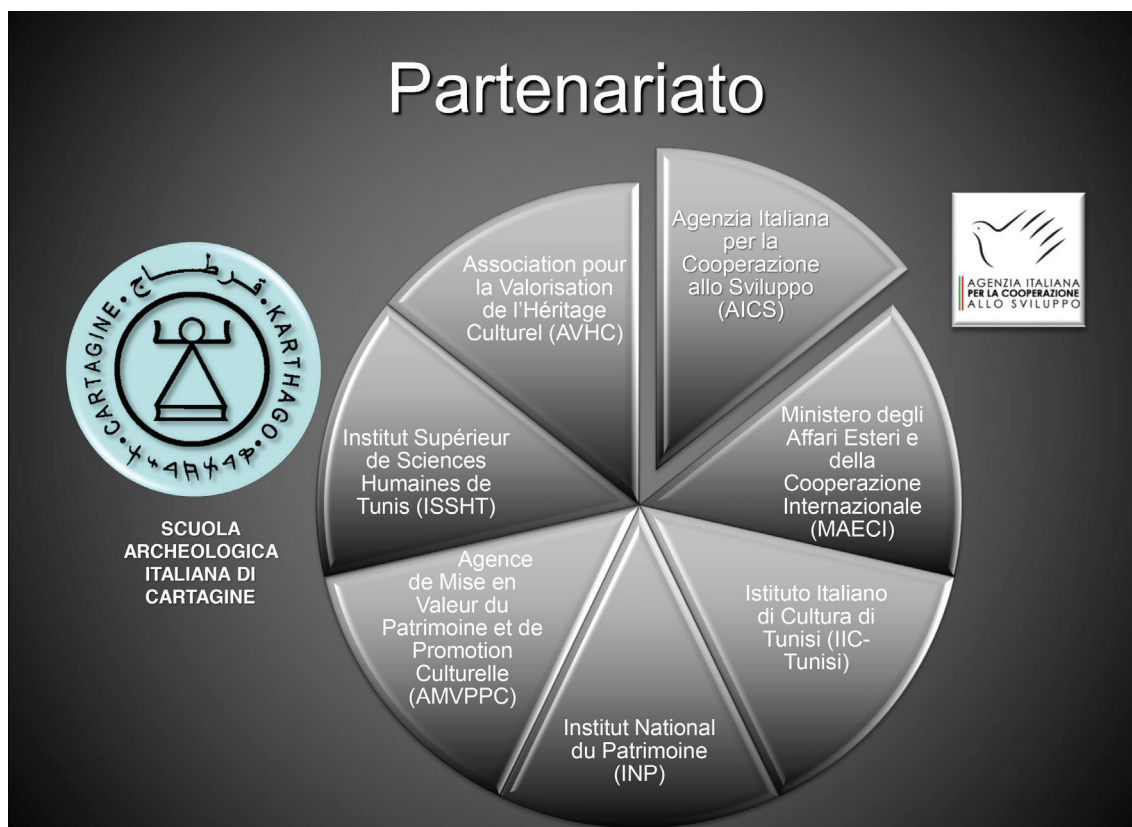 Partenariato
Agenzia Italiana
per la
Cooperazione
allo Sviluppo
(AICS)
Ministero degli
Affari Esteri e
della
Cooperazione
Internazionale
(MAECI)
Istituto Italiano
di Cultura di
Tunisi (IIC-
Tunisi)
Institut National
du Patrimoine
(INP)
Agence
de Mise en
Valeur du
Patrimoine et de
Promotion
Culturelle
(AMVPPC)
Institut Supérieur
de Sciences
Humaines de
Tunis (ISSHT)
Association pour
la Valorisation
de l’Héritage
Culturel (AVHC)
CARTAGINE • قرطاج • KARTHAGO
SCUOLA
ARCHEOLOGICA
ITALIANA DI
CARTAGINE
AGENZIA ITALIANA
PER LA COOPERAZIONE
ALLO SVILUPPO